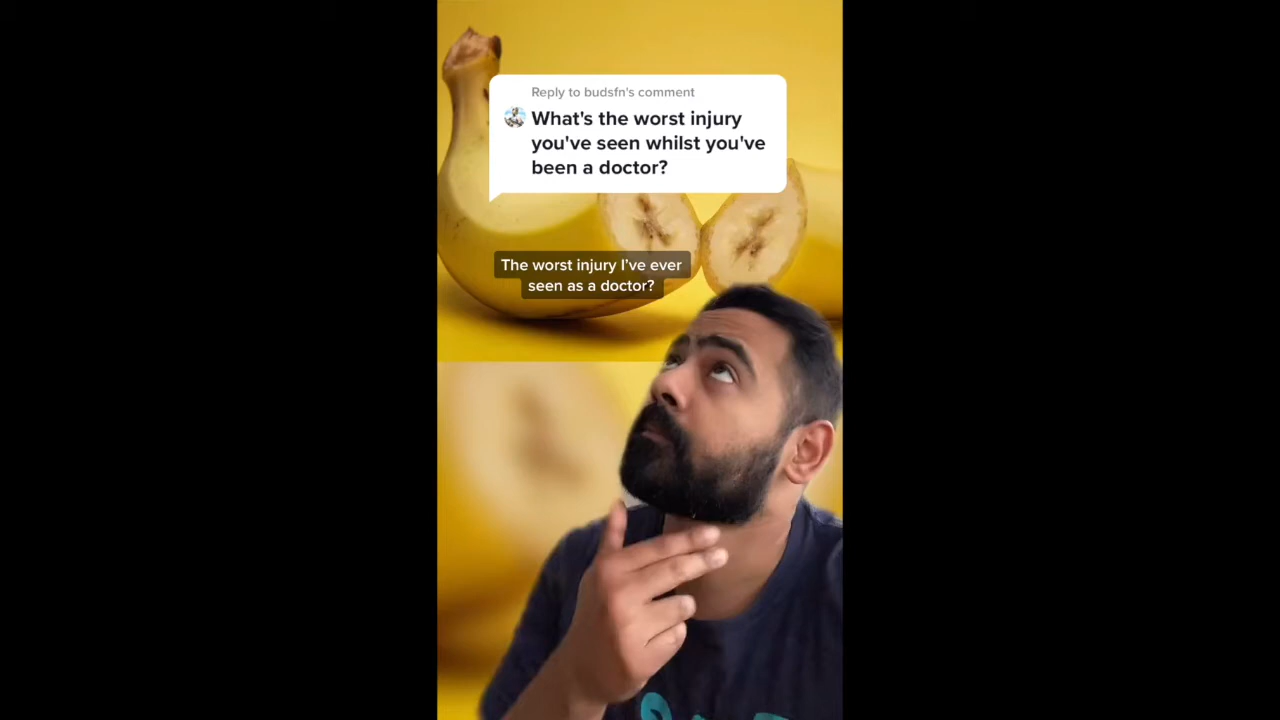 Reply to budsfn's comment
What's the worst injury
you've seen whilst you've
been a doctor?
The worst injury I've ever
seen as a doctor?